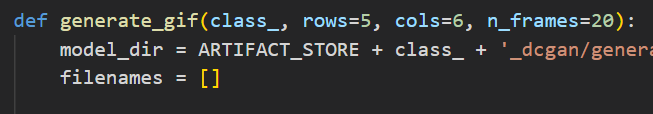 def generate_gif(class_, rows=5, cols=6, n_frames=20):
    model_dir = ARTIFACT_STORE + class_ + '_dcgan/genera
    filenames = []